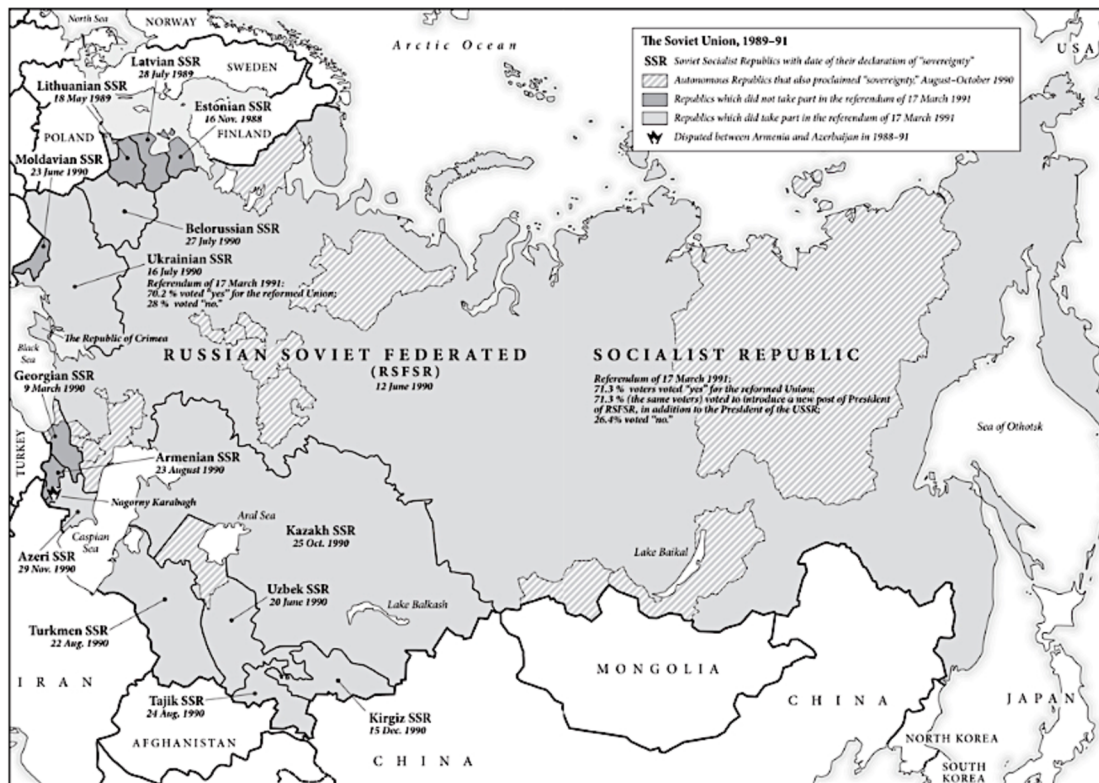 North Sea
NORWAY
Arctic Ocean
USA
SWEDEN
Latvian SSR
28 July 1989
Lithuanian SSR
18 May 1989
Estonian SSR
16 Nov. 1988
POLAND
FINLAND
Moldavian SSR
23 June 1990
The Soviet Union, 1989–91
SSR Soviet Socialist Republics with date of their declaration of "sovereignty"
Autonomous Republics that also proclaimed "sovereignty," August–October 1990
Republics which did not take part in the referendum of 17 March 1991
Republics which did take part in the referendum of 17 March 1991
Disputed between Armenia and Azerbaijan in 1988–91
Belorussian SSR
27 July 1990
Ukrainian SSR
16 July 1990
Referendum of 17 March 1991:
70.2 % voted "yes" for the reformed Union;
28 % voted "no."
The Republic of Crimea
Black
Sea
RUSSIAN SOVIET FEDERATED SOCIALIST REPUBLIC
(RSFSR)
12 June 1990
Referendum of 17 March 1991:
71.3 % voters voted "yes" for the reformed Union;
71.3 % (the same voters) voted to introduce a new post of President
of RSFSR, in addition to the President of the USSR;
26.4% voted "no."
Georgian SSR
9 March 1990
TURKEY
Armenian SSR
23 August 1990
Nagorny Karabagh
Sea of Othotsk
Aral Sea
Kazakh SSR
25 Oct. 1990
Caspian
Sea
Azeri SSR
29 Nov. 1990
Lake Baikal
Uzbek SSR
20 June 1990
Lake Balkash
Turkmen SSR
22 Aug. 1990
IRAN
MONGOLIA
Tajik SSR
24 Aug. 1990
Kirgiz SSR
15 Dec. 1990
CHINA
JAPAN
AFGHANISTAN
CHINA
NORTH KOREA
SOUTH
KOREA